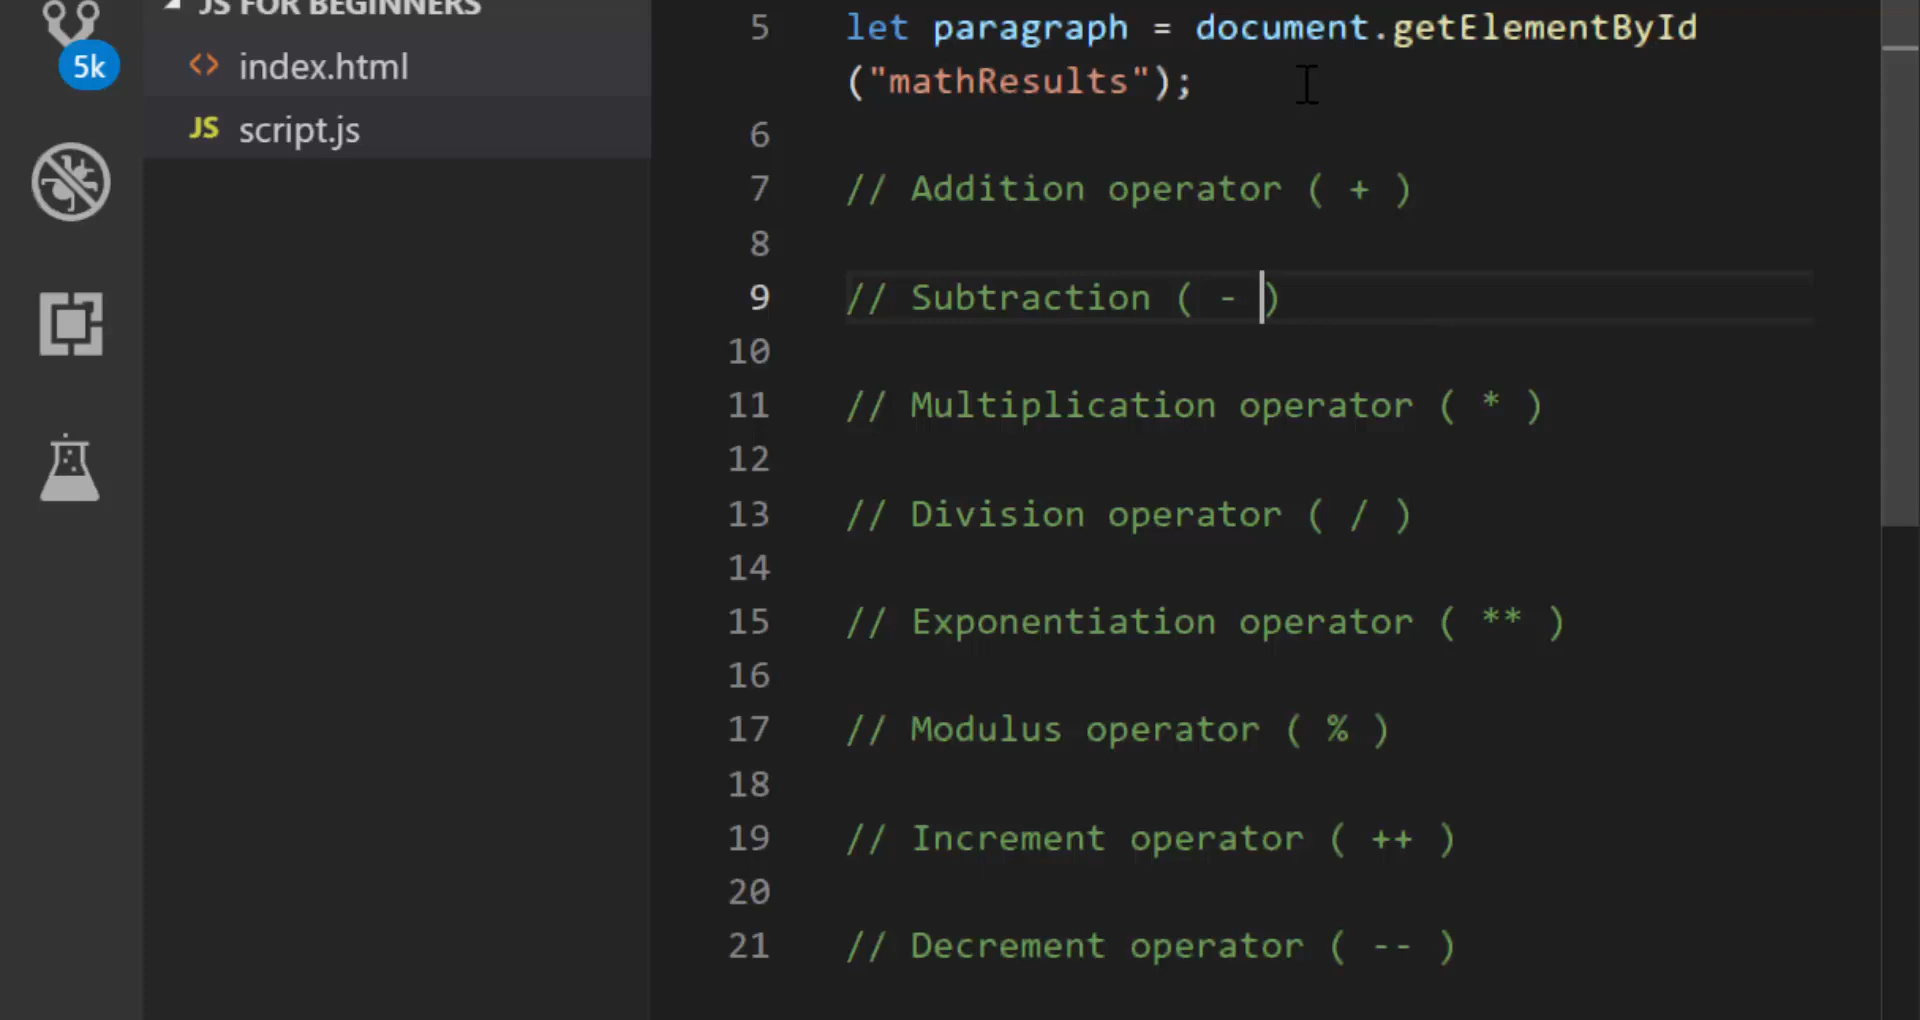 JS FOR BEGINNERS
5k
<> index.html
JS script.js
5 let paragraph = document.getElementById
("mathResults");
6
7 // Addition operator ( + )
8
9 // Subtraction ( - )
10
11 // Multiplication operator ( * )
12
13 // Division operator ( / )
14
15 // Exponentiation operator ( ** )
16
17 // Modulus operator ( % )
18
19 // Increment operator ( ++ )
20
21 // Decrement operator ( -- )